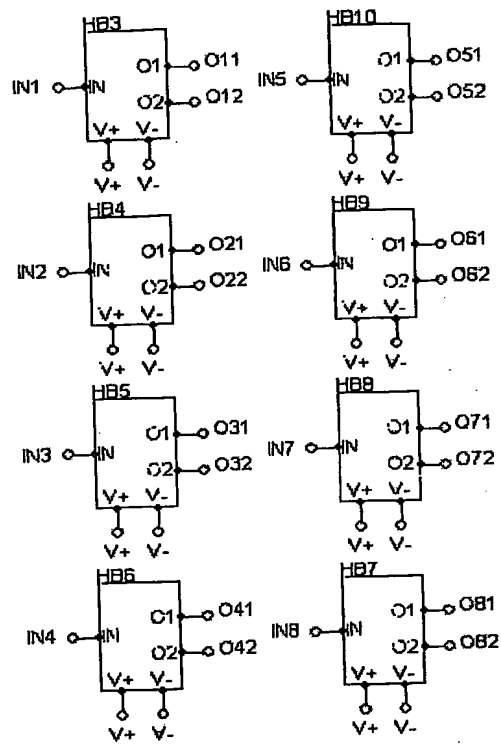 HB3
IN1 IN O1 O11
O2 O12
V+ V-
V+ V-
HB4
IN2 IN O1 O21
O2 O22
V+ V-
V+ V-
HB5
IN3 IN O1 O31
O2 O32
V+ V-
V+ V-
HB6
IN4 IN O1 O41
O2 O42
V+ V-
V+ V-
HB10
IN5 IN O1 O51
O2 O52
V+ V-
V+ V-
HB9
IN6 IN O1 O61
O2 O62
V+ V-
V+ V-
HB8
IN7 IN O1 O71
O2 O72
V+ V-
V+ V-
HB7
IN8 IN O1 O81
O2 O82
V+ V-
V+ V-